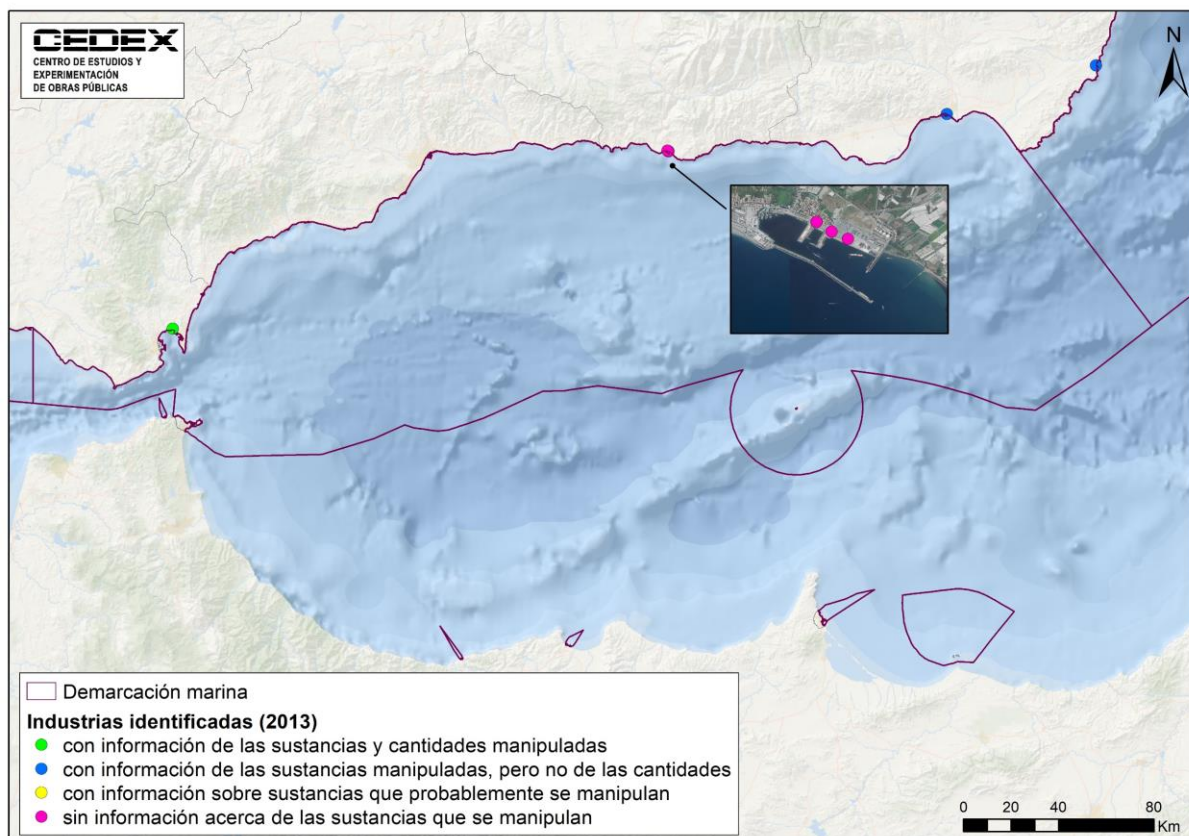 CEDEX
CENTRO DE ESTUDIOS Y
EXPERIMENTACIÓN
DE OBRAS PÚBLICAS
N
Demarcación marina
Industrias identificadas (2013)
con información de las sustancias y cantidades manipuladas
con información de las sustancias manipuladas, pero no de las cantidades
con información sobre sustancias que probablemente se manipulan
sin información acerca de las sustancias que se manipulan
0 20 40 60 80
Km